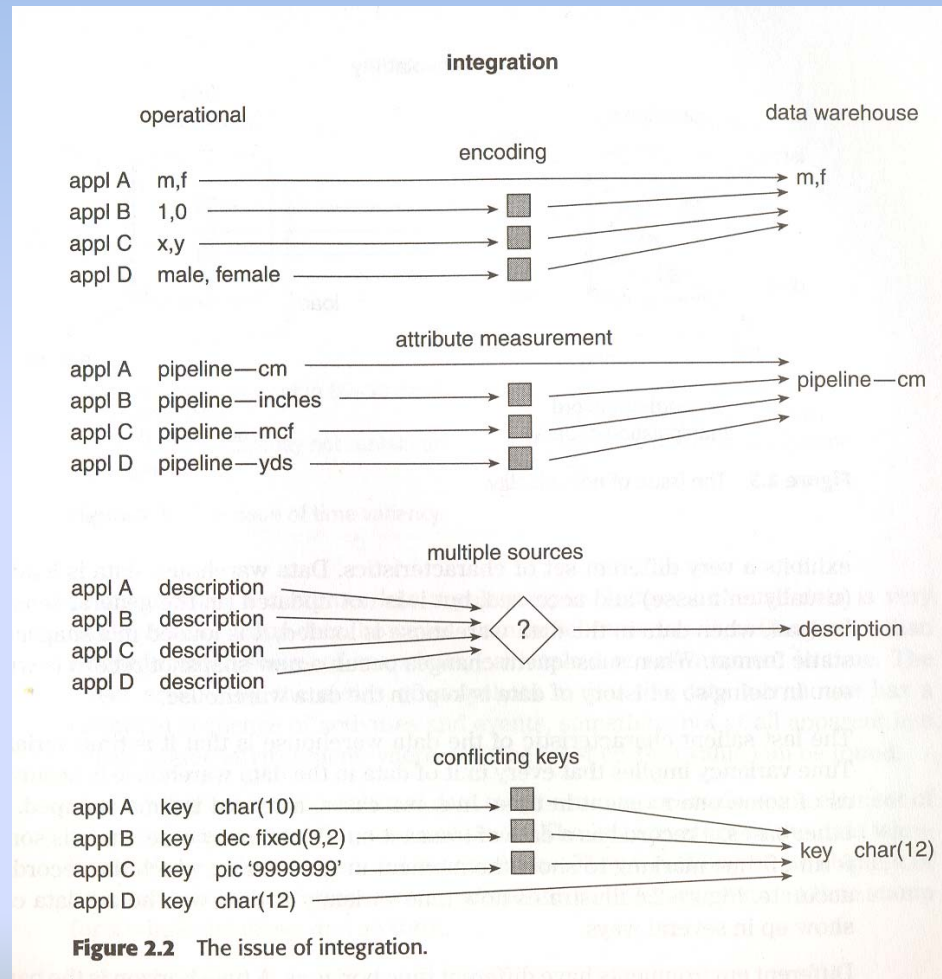 integration
operational data warehouse
encoding
appl A m,f m,f
appl B 1,0
appl C x,y
appl D male, female
attribute measurement
appl A pipeline—cm
pipeline—cm
appl B pipeline—inches
appl C pipeline—mcf
appl D pipeline—yds
multiple sources
appl A description
appl B description
? description
appl C description
appl D description
conflicting keys
appl A key char(10)
appl B key dec fixed(9,2)
key char(12)
appl C key pic '9999999'
appl D key char(12)
Figure 2.2 The issue of integration.